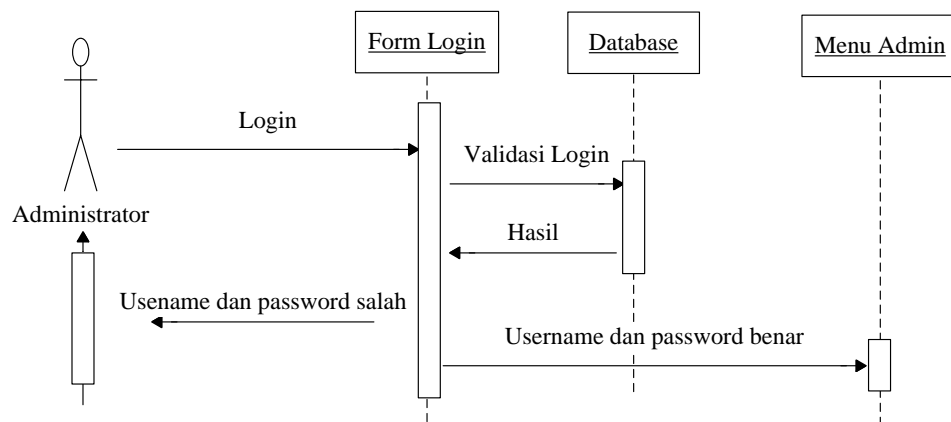 Form Login
Database
Menu Admin
Login
Validasi Login
Administrator
Hasil
Usename dan password salah
Username dan password benar